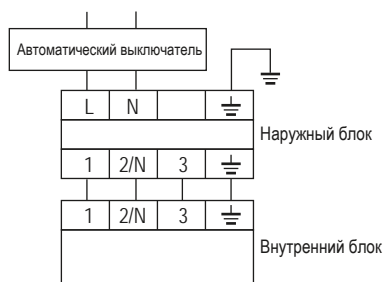 Автоматический выключатель
L N
Наружный блок
1 2/N 3
1 2/N 3
Внутренний блок